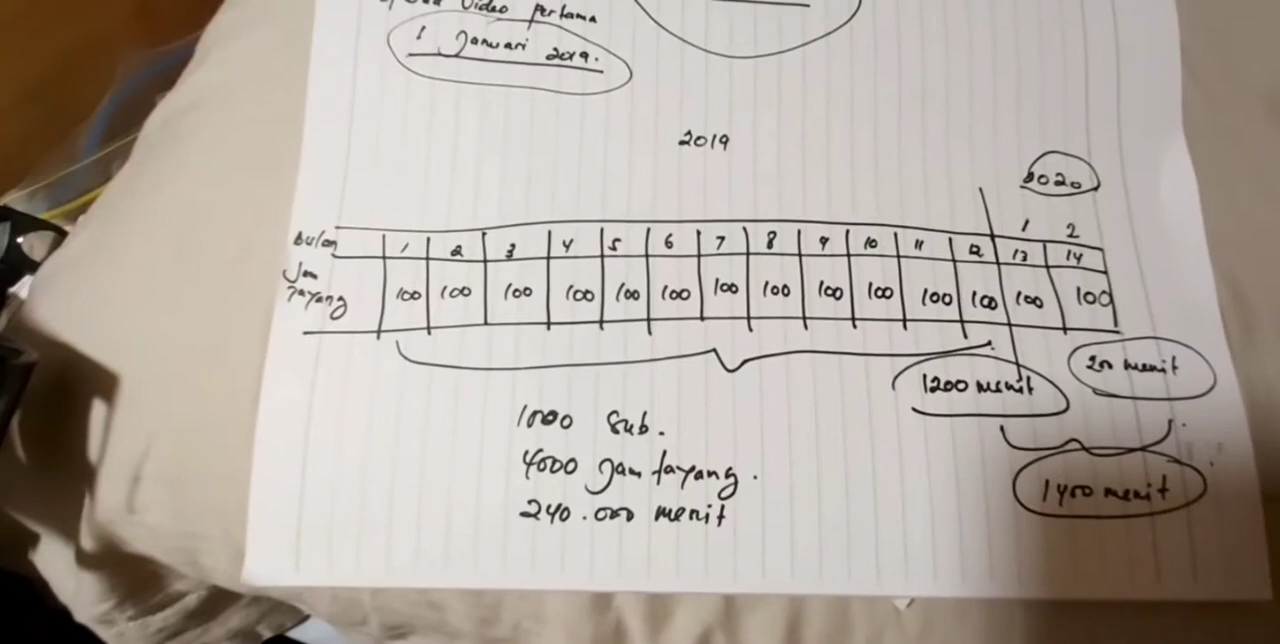 Video pertama
1 Januari 2019.
2019
2020
1 2
Bulan 1 2 3 4 5 6 7 8 9 10 11 12 13 14
Jam tayang 100 100 100 100 100 100 100 100 100 100 100 100 100 100
1200 menit
200 menit
1400 menit
1000 Sub.
4000 Jam tayang.
240.000 menit